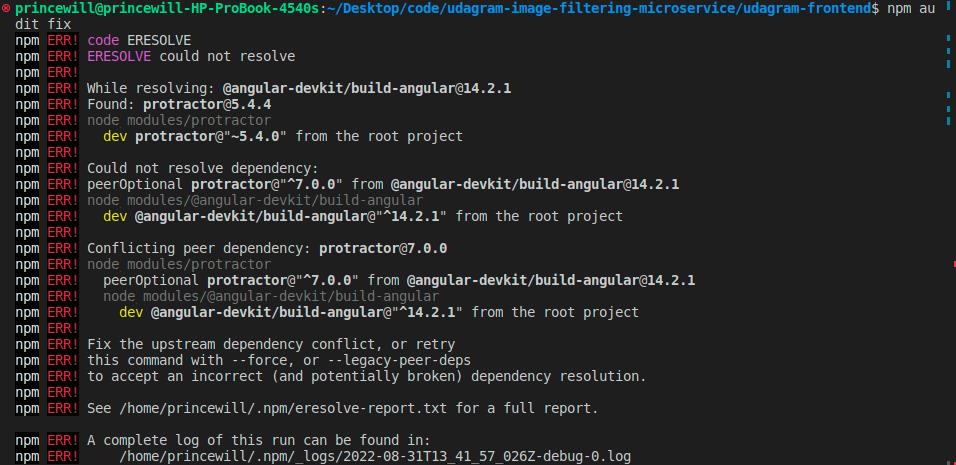 princewill@princewill-HP-ProBook-4540s:~/Desktop/code/udagram-image-filtering-microservice/udagram-frontend$ npm au
dit fix
npm ERR! code ERESOLVE
npm ERR! ERESOLVE could not resolve
npm ERR!
npm ERR! While resolving: @angular-devkit/build-angular@14.2.1
npm ERR! Found: protractor@5.4.4
npm ERR! node_modules/protractor
npm ERR!   dev protractor@"~5.4.0" from the root project
npm ERR!
npm ERR! Could not resolve dependency:
npm ERR! peerOptional protractor@"^7.0.0" from @angular-devkit/build-angular@14.2.1
npm ERR! node_modules/@angular-devkit/build-angular
npm ERR!   dev @angular-devkit/build-angular@"^14.2.1" from the root project
npm ERR!
npm ERR! Conflicting peer dependency: protractor@7.0.0
npm ERR! node_modules/protractor
npm ERR!   peerOptional protractor@"^7.0.0" from @angular-devkit/build-angular@14.2.1
npm ERR!   node_modules/@angular-devkit/build-angular
npm ERR!     dev @angular-devkit/build-angular@"^14.2.1" from the root project
npm ERR!
npm ERR! Fix the upstream dependency conflict, or retry
npm ERR! this command with --force, or --legacy-peer-deps
npm ERR! to accept an incorrect (and potentially broken) dependency resolution.
npm ERR!
npm ERR! See /home/princewill/.npm/eresolve-report.txt for a full report.

npm ERR! A complete log of this run can be found in:
npm ERR!     /home/princewill/.npm/_logs/2022-08-31T13_41_57_026Z-debug-0.log